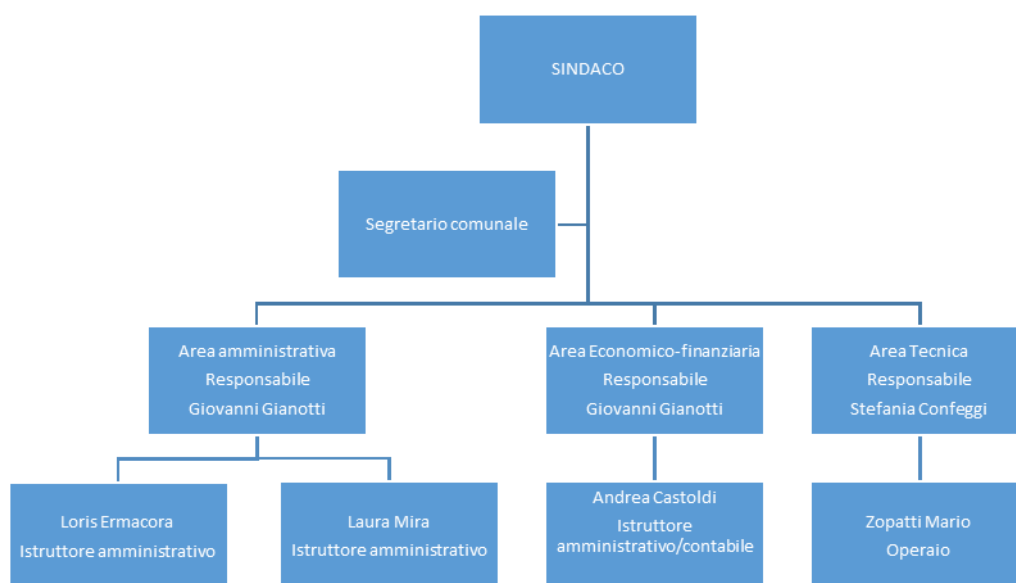 SINDACO
Segretario comunale
Area amministrativa
Responsabile
Giovanni Gianotti
Area Economico-finanziaria
Responsabile
Giovanni Gianotti
Area Tecnica
Responsabile
Stefania Confeggi
Loris Ermacora
Istruttore amministrativo
Laura Mira
Istruttore amministrativo
Andrea Castoldi
Istruttore
amministrativo/contabile
Zopatti Mario
Operaio